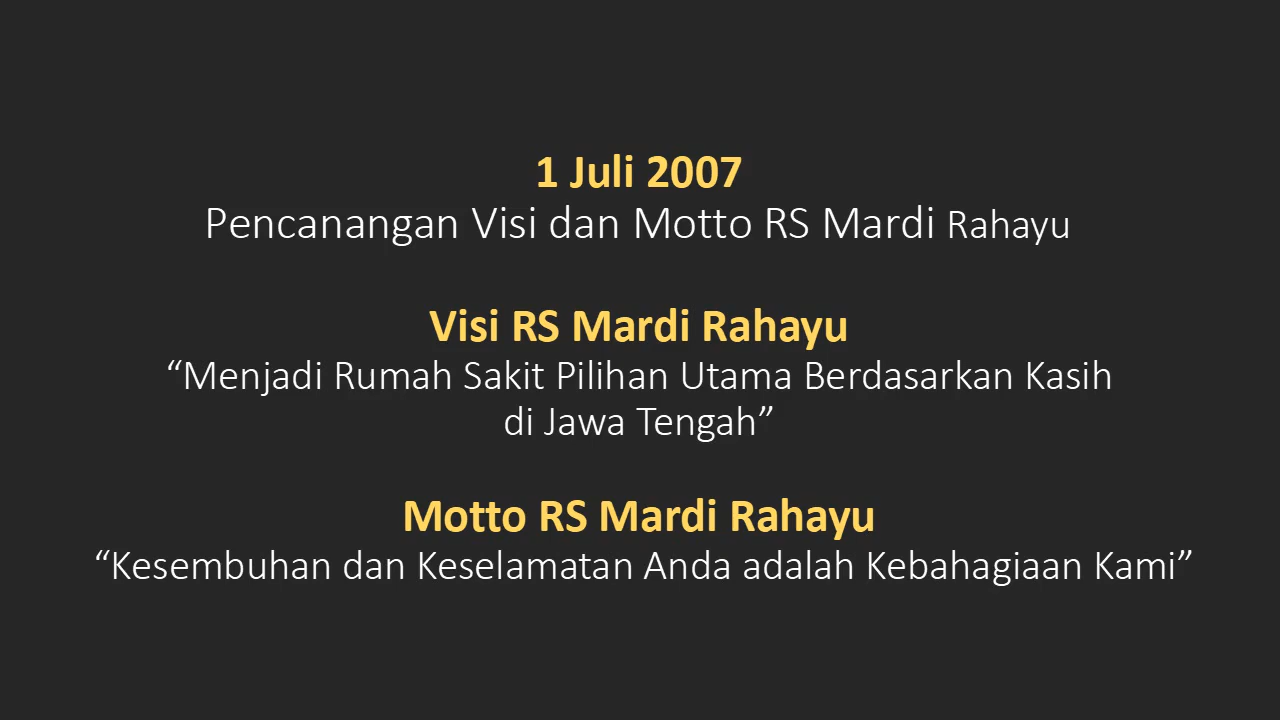 1 Juli 2007
Pencanangan Visi dan Motto RS Mardi Rahayu
Visi RS Mardi Rahayu
“Menjadi Rumah Sakit Pilihan Utama Berdasarkan Kasih
di Jawa Tengah”
Motto RS Mardi Rahayu
“Kesembuhan dan Keselamatan Anda adalah Kebahagiaan Kami”